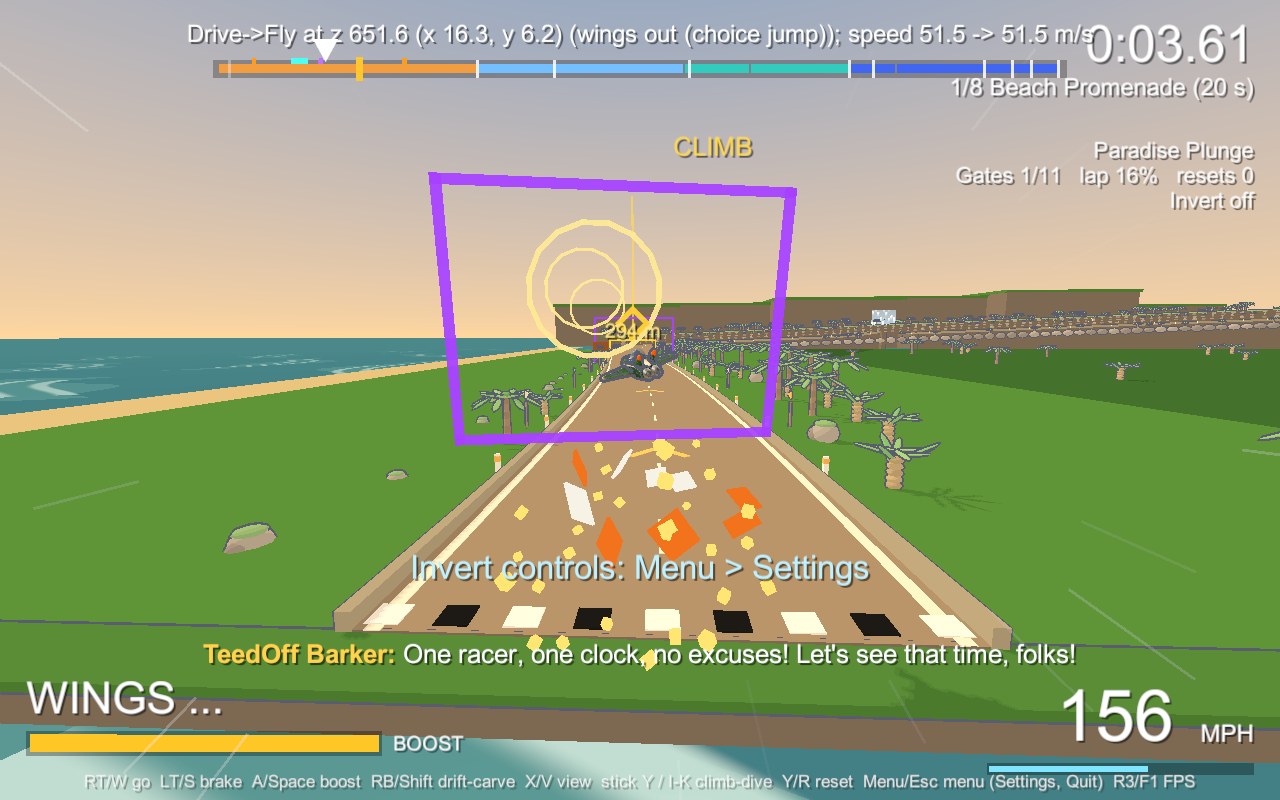 Drive->Fly at z 651.6 (x 16.3, y 6.2) (wings out (choice jump)); speed 51.5 -> 51.5 m/s
0:03.61
1/8 Beach Promenade (20 s)
CLIMB
Paradise Plunge
Gates 1/11 lap 16% resets 0
Invert off
294 m
Invert controls: Menu > Settings
TeedOff Barker: One racer, one clock, no excuses! Let's see that time, folks!
WINGS ...
156 MPH
BOOST
RT/W go LT/S brake A/Space boost RB/Shift drift-carve X/V view stick Y / I-K climb-dive Y/R reset Menu/Esc menu (Settings, Quit) R3/F1 FPS